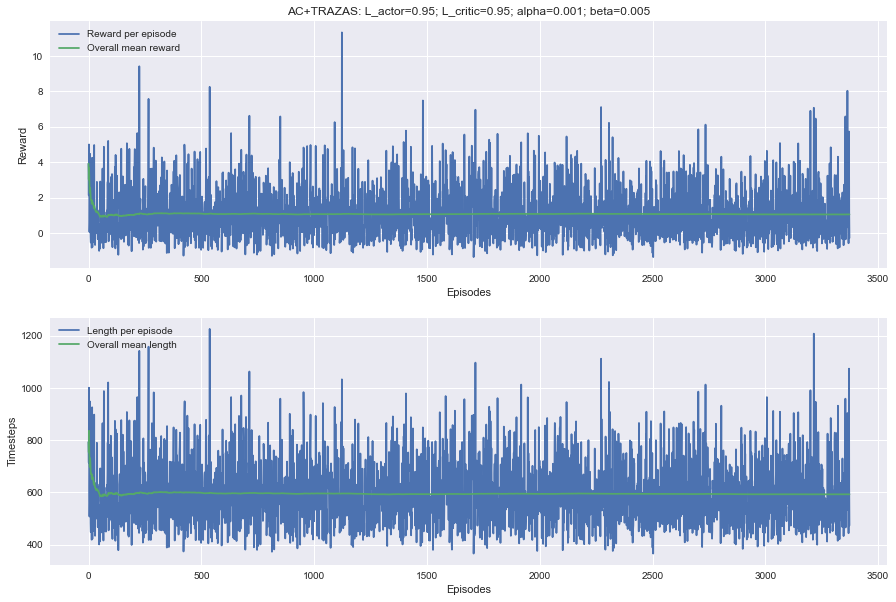 AC+TRAZAS: L_actor=0.95; L_critic=0.95; alpha=0.001; beta=0.005
Reward per episode
Overall mean reward
10
8
6
4
2
0
Reward
0 500 1000 1500 2000 2500 3000 3500
Episodes
Length per episode
Overall mean length
1200
1000
800
600
400
Timesteps
0 500 1000 1500 2000 2500 3000 3500
Episodes